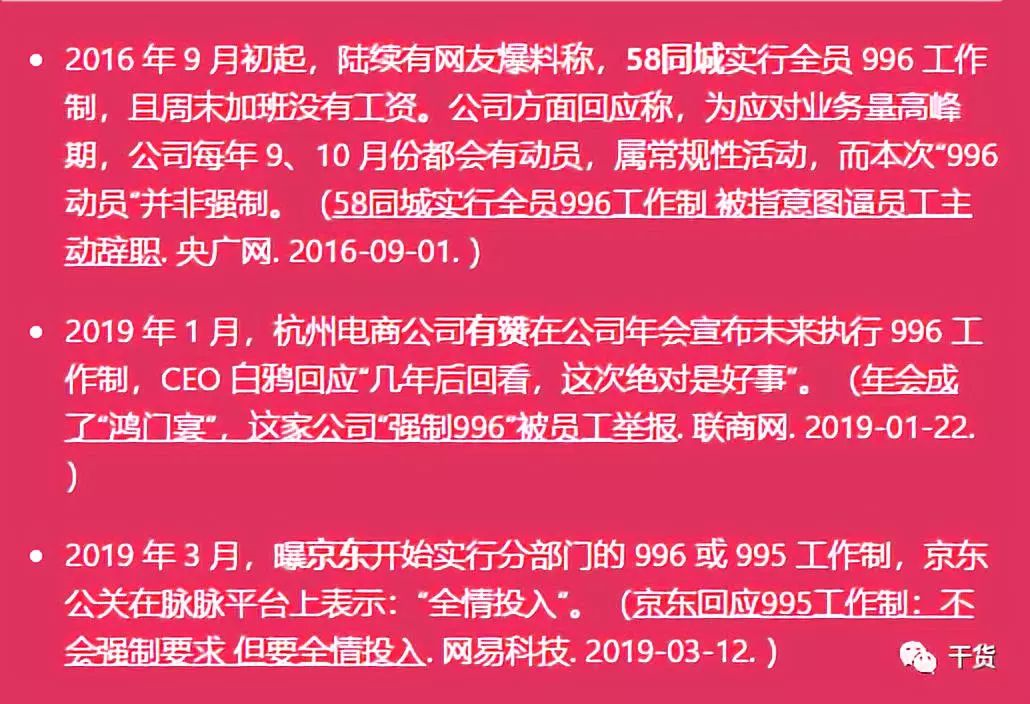 • 2016 年 9 月初起，陆续有网友爆料称，58同城实行全员 996 工作
制，且周末加班没有工资。公司方面回应称，为应对业务量高峰
期，公司每年 9、10 月份都会有动员，属常规性活动，而本次“996
动员”并非强制。（58同城实行全员996工作制 被指意图逼员工主
动辞职. 央广网. 2016-09-01. ）
• 2019 年 1 月，杭州电商公司有赞在公司年会宣布未来执行 996 工
作制，CEO 白鸦回应“几年后回看，这次绝对是好事”。（年会成
了“鸿门宴”，这家公司“强制996”被员工举报. 联商网. 2019-01-22.
）
• 2019 年 3 月，曝京东开始实行分部门的 996 或 995 工作制，京东
公关在脉脉平台上表示：“全情投入”。（京东回应995工作制：不
会强制要求 但要全情投入. 网易科技. 2019-03-12. ）
干货